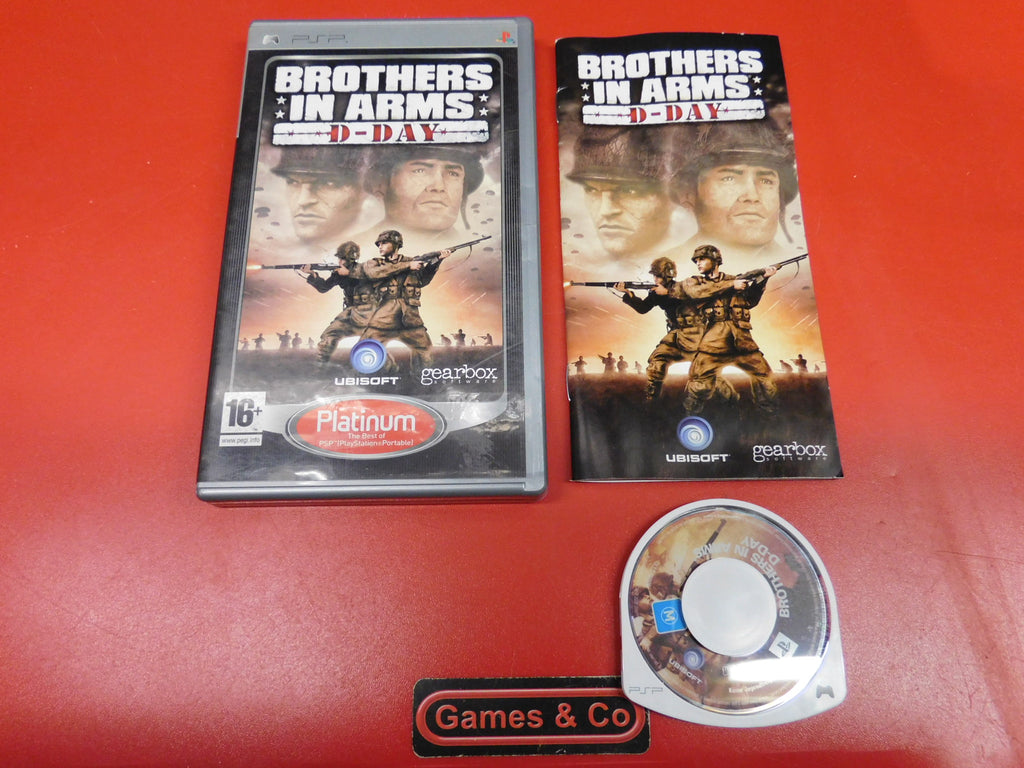 PSP
BROTHERS
IN ARMS
D-DAY
UBISOFT
gearbox
software
16+
www.pegi.info
Platinum
The Best of
PSP™(PlayStation®Portable)
BROTHERS
IN ARMS
D-DAY
UBISOFT
gearbox
software
BROTHERS IN ARMS
D-DAY
M
UBISOFT
PSP
Games & Co